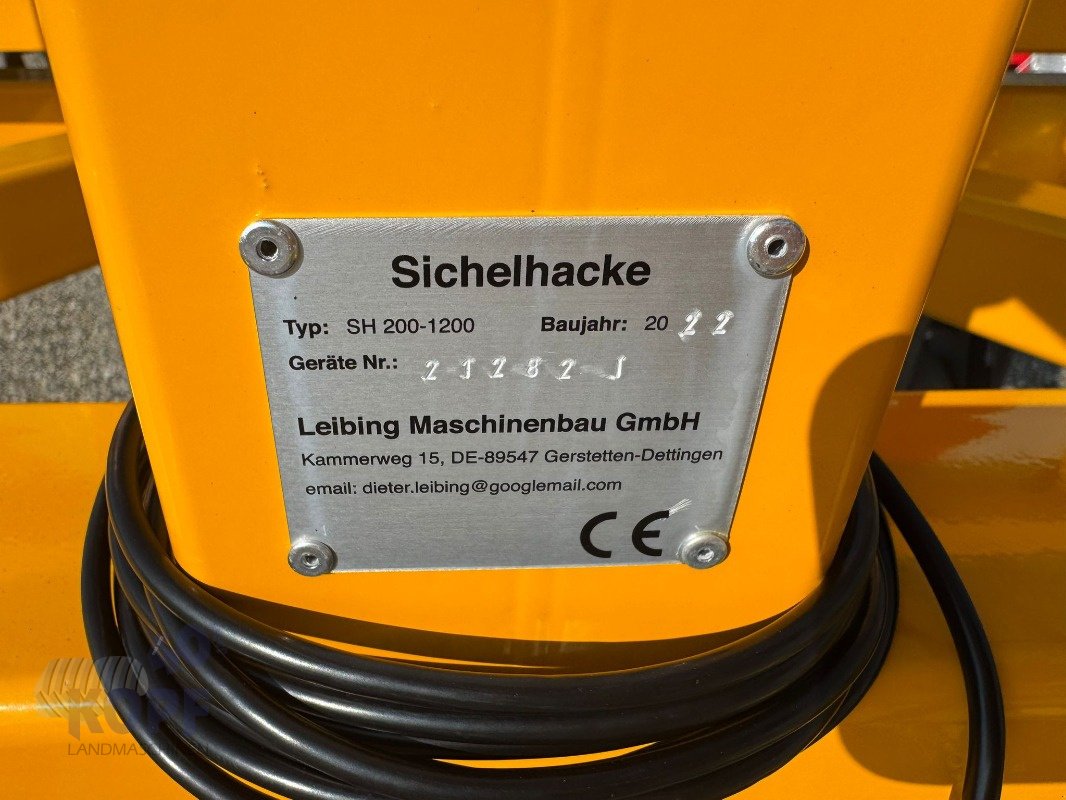 Sichelhacke
Typ: SH 200-1200 Baujahr: 20 22
Geräte Nr.:
Leibing Maschinenbau GmbH
Kammerweg 15, DE-89547 Gerstetten-Dettingen
email: dieter.leibing@googlemail.com
CE
KOPF
LANDMASCHINEN